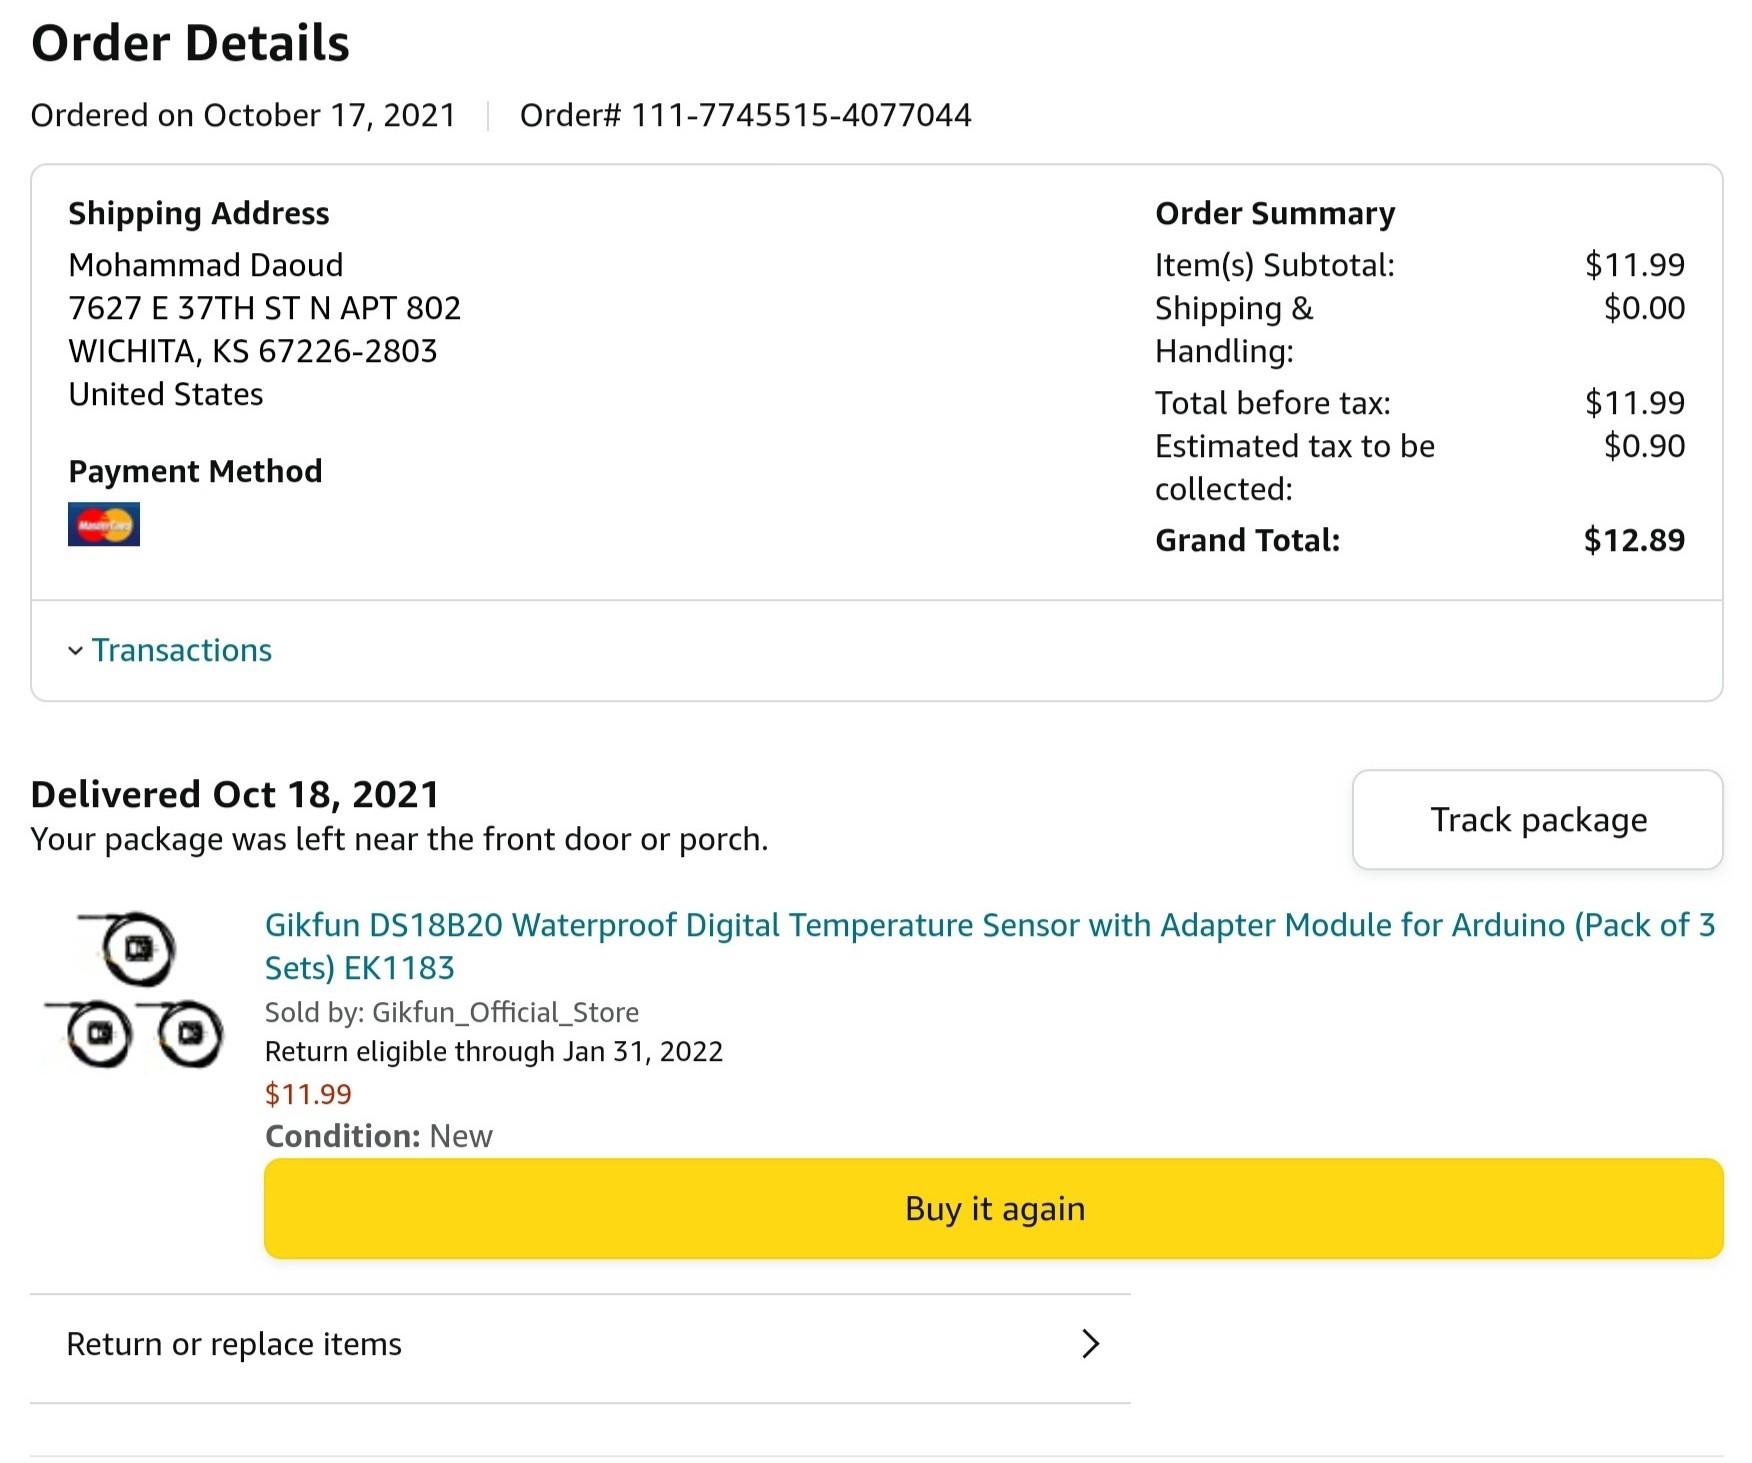 Order Details
Ordered on October 17, 2021
Order# 111-7745515-4077044
Shipping Address
Mohammad Daoud
7627 E 37TH ST N APT 802
WICHITA, KS 67226-2803
United States
Payment Method
MasterCard
Order Summary
Item(s) Subtotal: $11.99
Shipping & $0.00
Handling:
Total before tax: $11.99
Estimated tax to be $0.90
collected:
Grand Total: $12.89
Transactions
Delivered Oct 18, 2021
Your package was left near the front door or porch.
Track package
Gikfun DS18B20 Waterproof Digital Temperature Sensor with Adapter Module for Arduino (Pack of 3
Sets) EK1183
Sold by: Gikfun_Official_Store
Return eligible through Jan 31, 2022
$11.99
Condition: New
Buy it again
Return or replace items